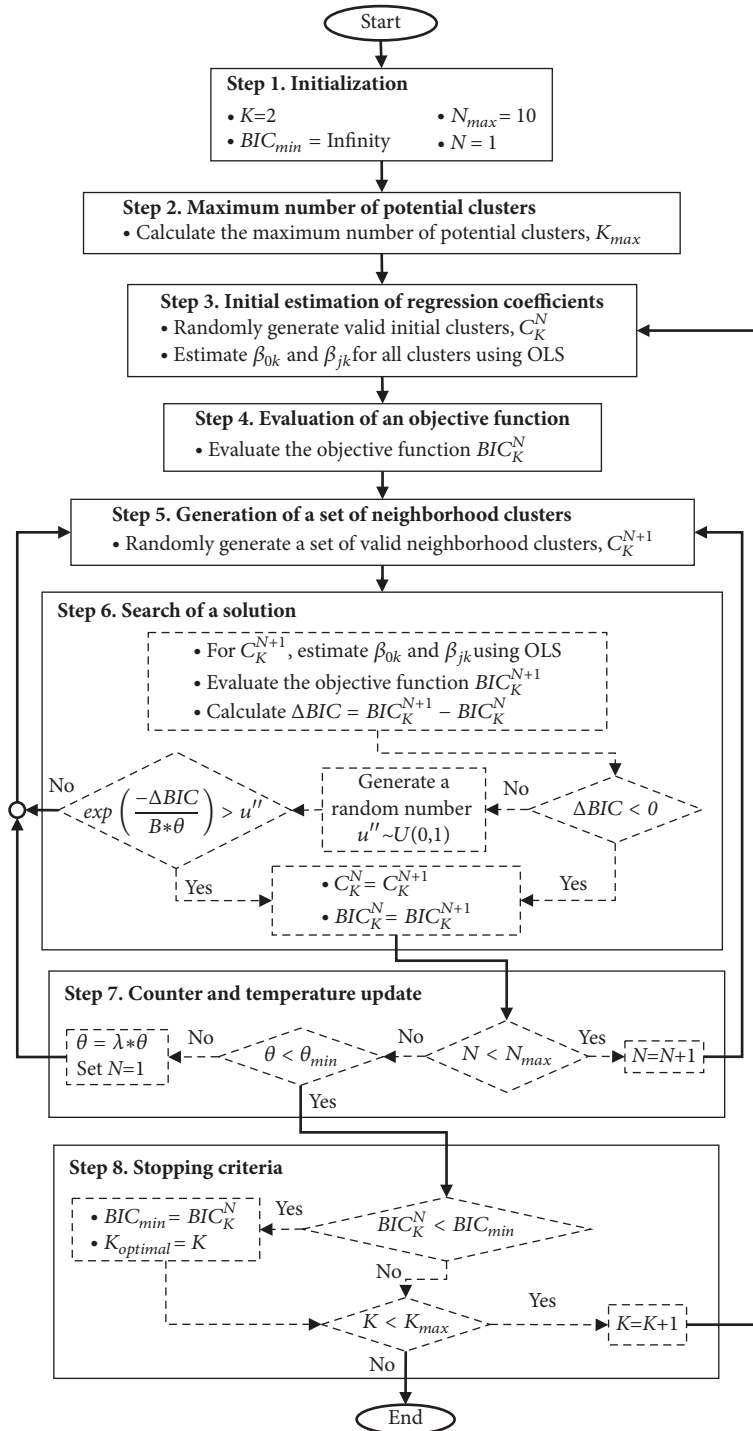 Start
Step 1. Initialization
• K=2
• N_max = 10
• BIC_min = Infinity
• N = 1
Step 2. Maximum number of potential clusters
• Calculate the maximum number of potential clusters, K_max
Step 3. Initial estimation of regression coefficients
• Randomly generate valid initial clusters, C_K^N
• Estimate β_0k and β_jk for all clusters using OLS
Step 4. Evaluation of an objective function
• Evaluate the objective function BIC_K^N
Step 5. Generation of a set of neighborhood clusters
• Randomly generate a set of valid neighborhood clusters, C_K^N+1
Step 6. Search of a solution
• For C_K^N+1, estimate β_0k and β_jk using OLS
• Evaluate the objective function BIC_K^N+1
• Calculate ΔBIC = BIC_K^N+1 − BIC_K^N
No
exp (−ΔBIC / B∗θ) > u″
Generate a
random number
u″~U(0,1)
No
ΔBIC < 0
Yes
• C_K^N = C_K^N+1
• BIC_K^N = BIC_K^N+1
Yes
Step 7. Counter and temperature update
θ = λ∗θ
Set N=1
No
θ < θ_min
No
N < N_max
Yes
N=N+1
Yes
Step 8. Stopping criteria
• BIC_min = BIC_K^N
• K_optimal = K
Yes
BIC_K^N < BIC_min
No
K < K_max
Yes
K=K+1
No
End